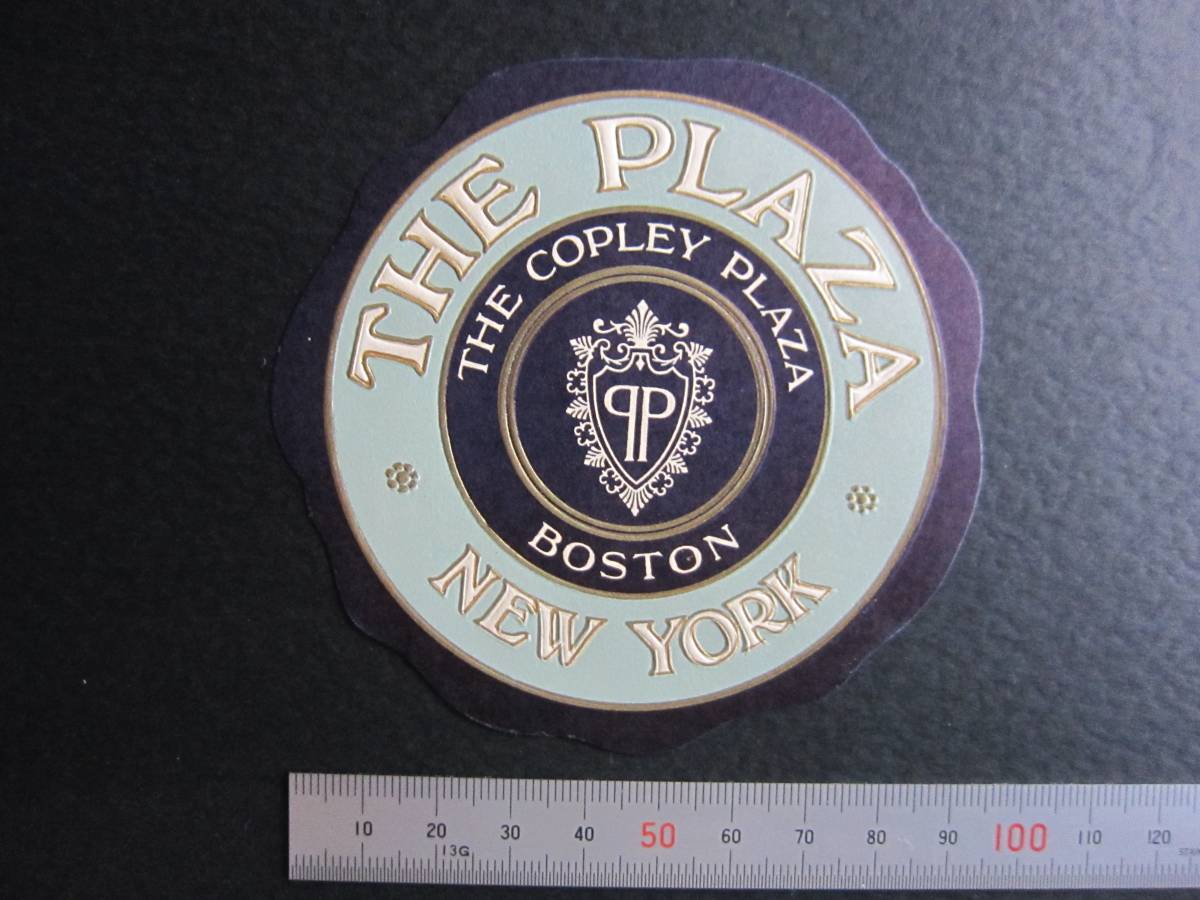 THE PLAZA
THE COPLEY PLAZA
PP
BOSTON
NEW YORK
10 20 30 40 50 60 70 80 90 100 110 120
13G